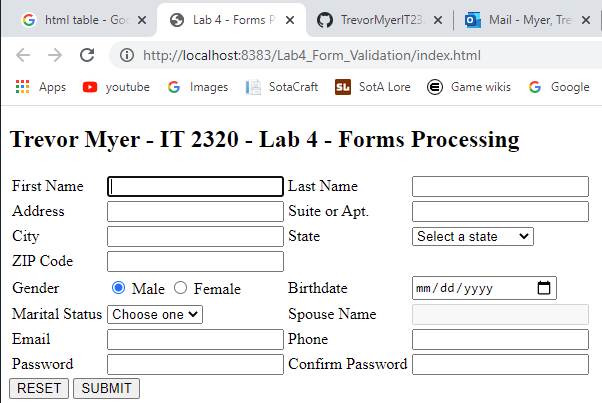 html table - Goo
Lab 4 - Forms P
TrevorMyerIT23
Mail - Myer, Tre
http://localhost:8383/Lab4_Form_Validation/index.html
Apps youtube Images SotaCraft SotA Lore Game wikis Google
Trevor Myer - IT 2320 - Lab 4 - Forms Processing
First Name Last Name
Address Suite or Apt.
City State Select a state
ZIP Code
Gender Male Female Birthdate mm/dd/yyyy
Marital Status Choose one Spouse Name
Email Phone
Password Confirm Password
RESET SUBMIT